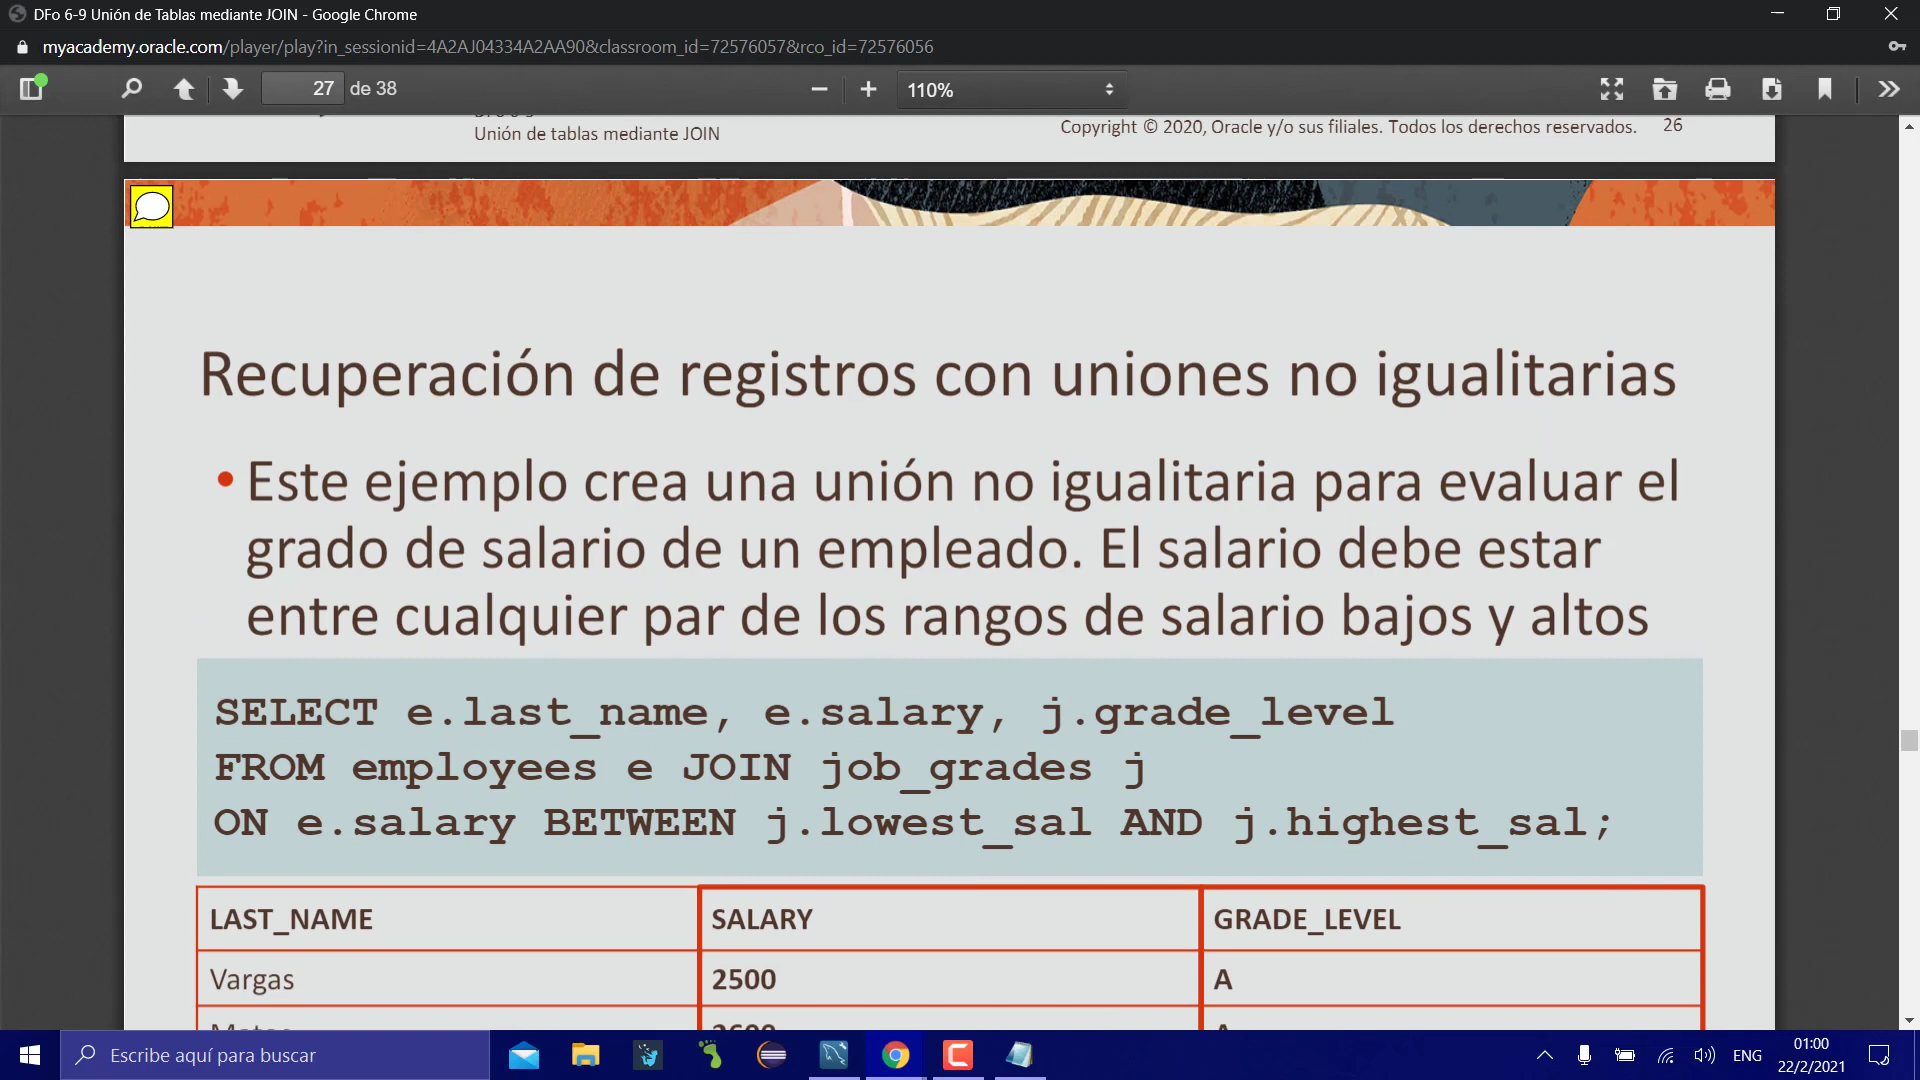 DFo 6-9 Unión de Tablas mediante JOIN - Google Chrome
myacademy.oracle.com/player/play?in_sessionid=4A2AJ04334A2AA90&classroom_id=72576057&rco_id=72576056
27 de 38
110%
Unión de tablas mediante JOIN
Copyright © 2020, Oracle y/o sus filiales. Todos los derechos reservados. 26
Recuperación de registros con uniones no igualitarias
• Este ejemplo crea una unión no igualitaria para evaluar el
grado de salario de un empleado. El salario debe estar
entre cualquier par de los rangos de salario bajos y altos
SELECT e.last_name, e.salary, j.grade_level
FROM employees e JOIN job_grades j
ON e.salary BETWEEN j.lowest_sal AND j.highest_sal;
LAST_NAME SALARY GRADE_LEVEL
Vargas 2500 A
Escribe aquí para buscar
ENG
01:00
22/2/2021